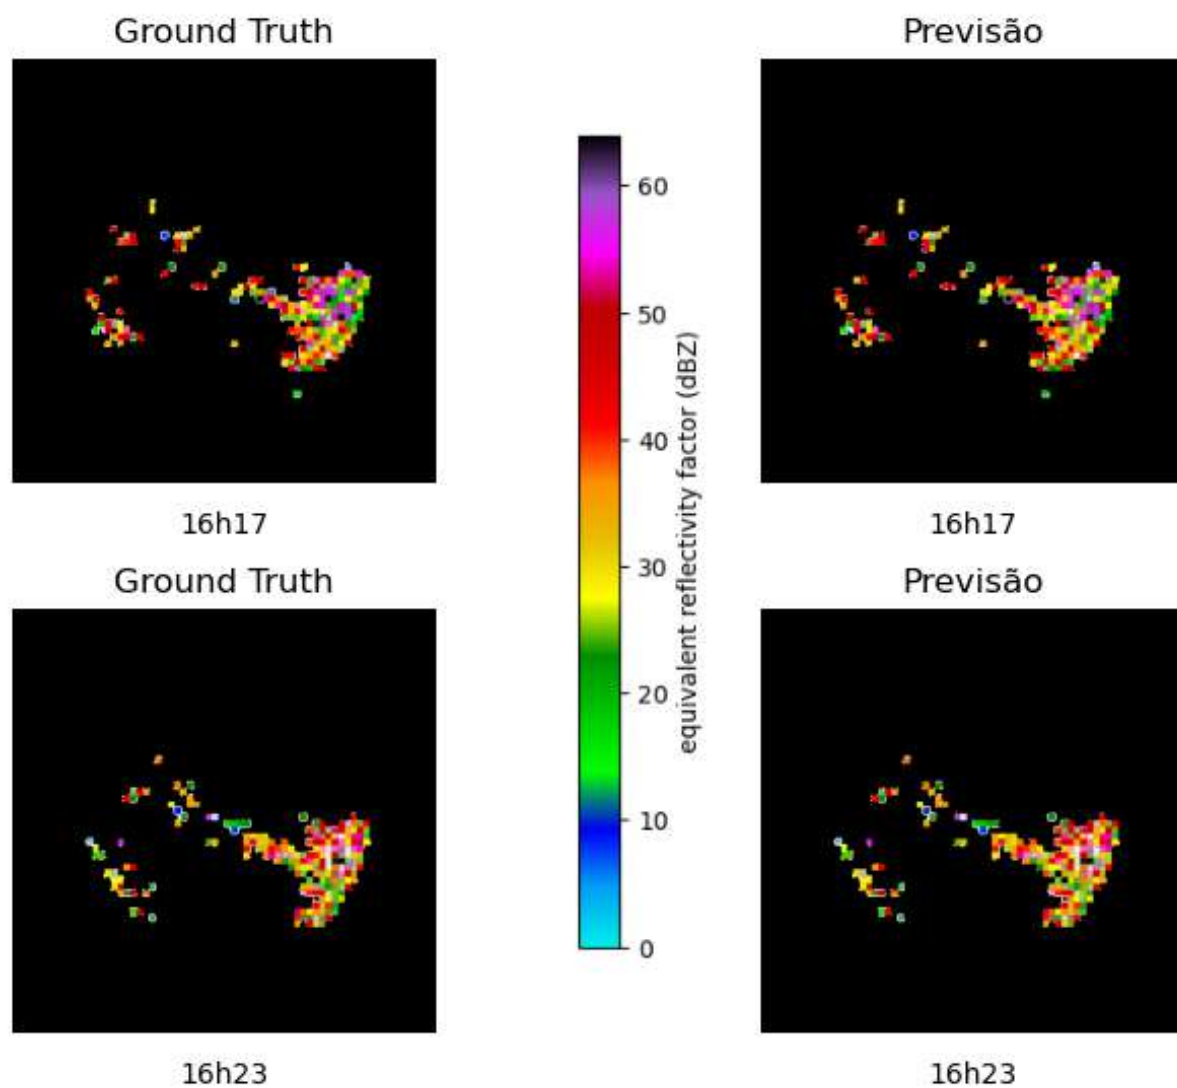 Ground Truth
Previsão
16h17
16h17
60
50
40
30
20
10
0
equivalent reflectivity factor (dBZ)
Ground Truth
Previsão
16h23
16h23